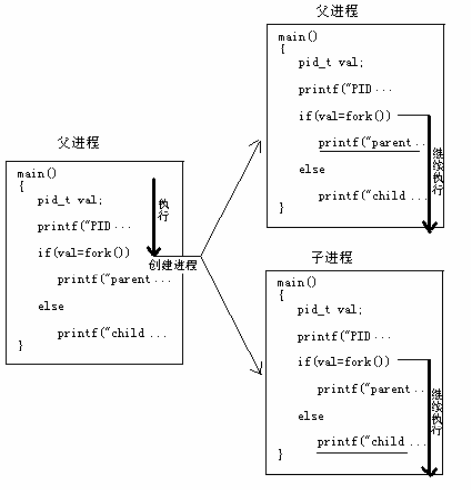 父进程
main()
{
pid_t val;
printf("PID...
if(val=fork())
printf("parent...
else
printf("child...
}
执行
创建进程
父进程
main()
{
pid_t val;
printf("PID...
if(val=fork())
printf("parent...
else
printf("child...
}
继续执行
子进程
main()
{
pid_t val;
printf("PID...
if(val=fork())
printf("parent...
else
printf("child...
}
继续执行